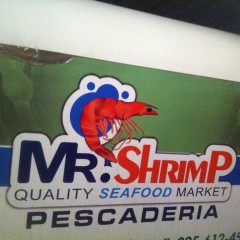 MR. SHRIMP
QUALITY SEAFOOD MARKET
PESCADERIA